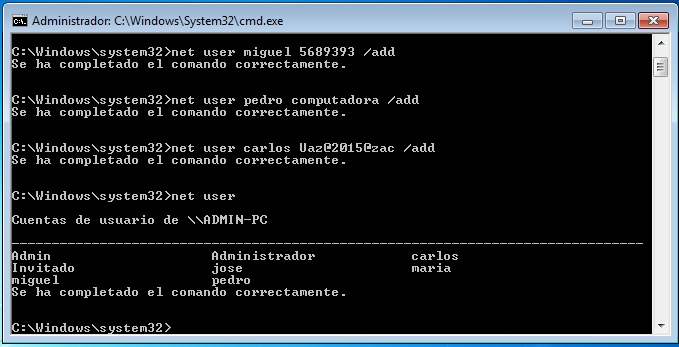 Administrador: C:\Windows\System32\cmd.exe
C:\Windows\system32>net user miguel 5689393 /add
Se ha completado el comando correctamente.
C:\Windows\system32>net user pedro computadora /add
Se ha completado el comando correctamente.
C:\Windows\system32>net user carlos Uaz@2015@zac /add
Se ha completado el comando correctamente.
C:\Windows\system32>net user
Cuentas de usuario de \\ADMIN-PC
-------------------------------------------------------------------------------
Admin Administrador carlos
Invitado jose maria
miguel pedro
Se ha completado el comando correctamente.
C:\Windows\system32>